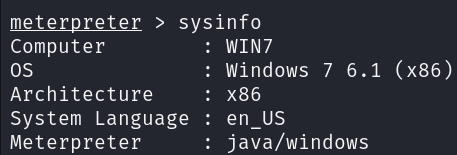 meterpreter > sysinfo
Computer        : WIN7
OS              : Windows 7 6.1 (x86)
Architecture    : x86
System Language : en_US
Meterpreter     : java/windows